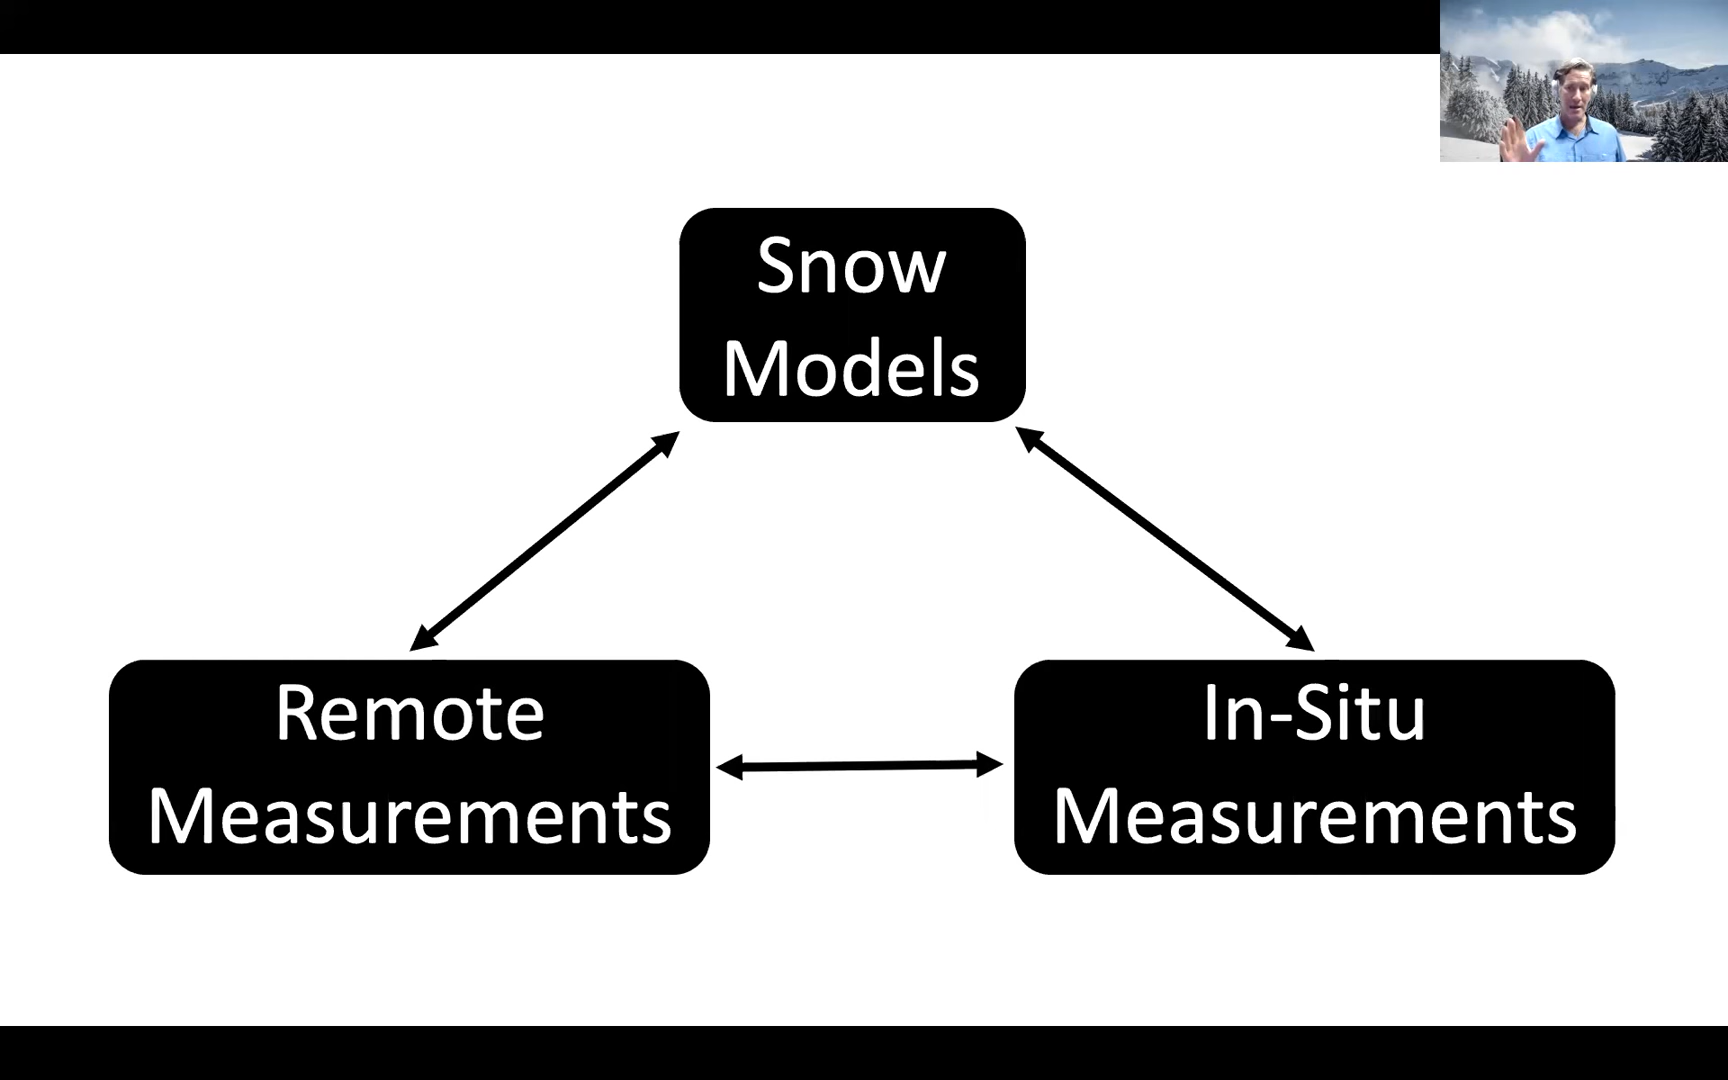 Snow
Models
Remote
Measurements
In-Situ
Measurements